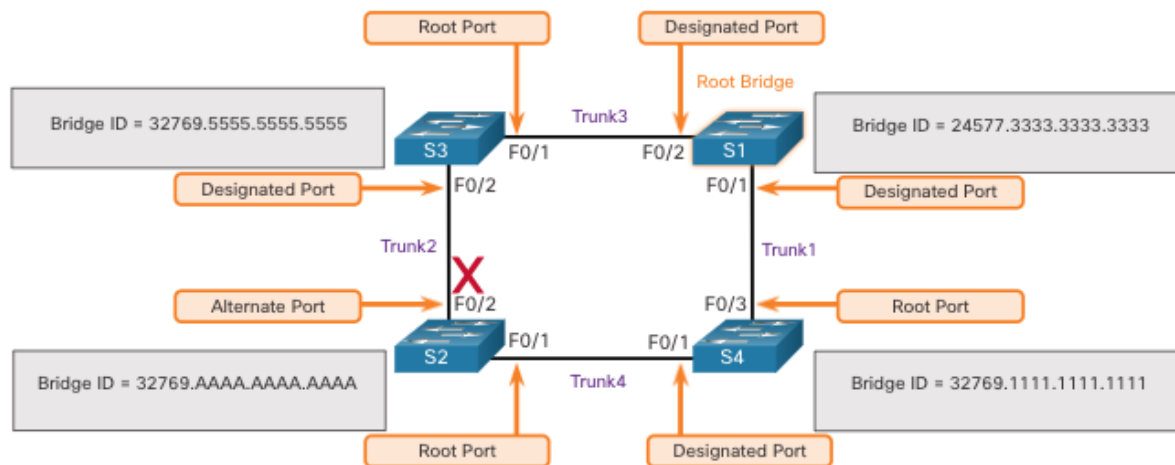 Root Port
Designated Port
Root Bridge
Bridge ID = 32769.5555.5555.5555
Trunk3
Bridge ID = 24577.3333.3333.3333
S3
F0/1
F0/2
S1
Designated Port
F0/2
F0/1
Designated Port
Trunk2
Trunk1
Alternate Port
F0/2
F0/3
Root Port
S2
F0/1
F0/1
S4
Bridge ID = 32769.AAAA.AAAA.AAAA
Trunk4
Bridge ID = 32769.1111.1111.1111
Root Port
Designated Port